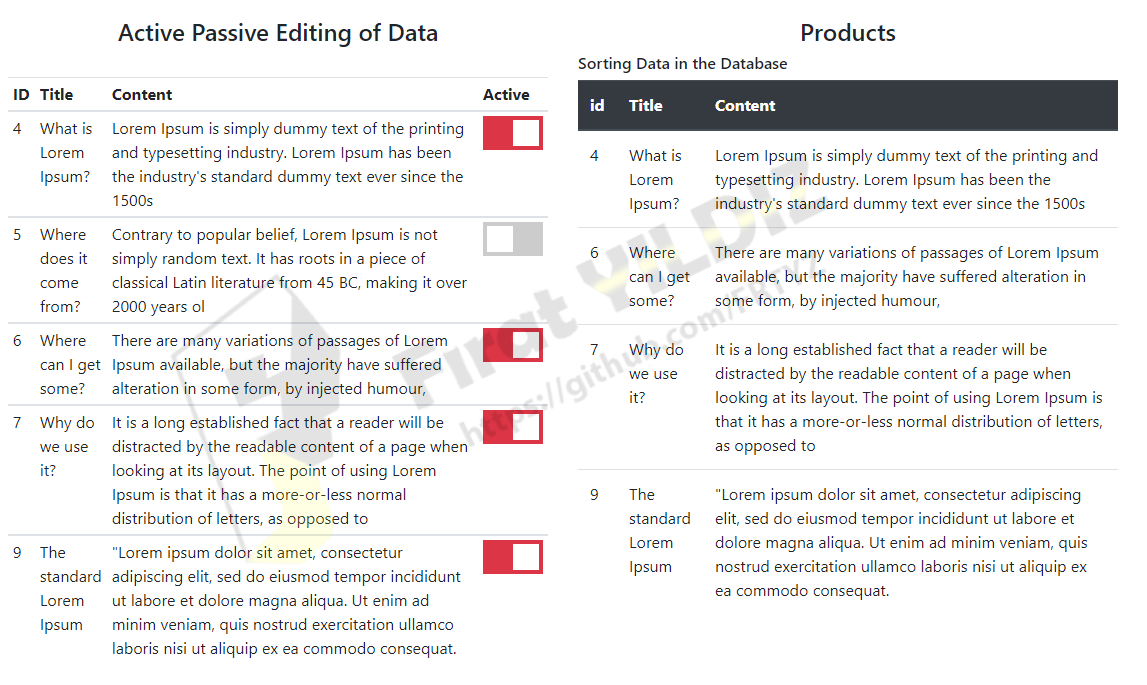 Active Passive Editing of Data
ID Title Content Active
4 What is Lorem Ipsum is simply dummy text of the printing
Lorem and typesetting industry. Lorem Ipsum has been
Ipsum? the industry's standard dummy text ever since the
1500s
5 Where Contrary to popular belief, Lorem Ipsum is not
does it simply random text. It has roots in a piece of
come classical Latin literature from 45 BC, making it over
from? 2000 years ol
6 Where There are many variations of passages of Lorem
can I get Ipsum available, but the majority have suffered
some? alteration in some form, by injected humour,
7 Why do It is a long established fact that a reader will be
we use distracted by the readable content of a page when
it? looking at its layout. The point of using Lorem
Ipsum is that it has a more-or-less normal
distribution of letters, as opposed to
9 The "Lorem ipsum dolor sit amet, consectetur
standard adipiscing elit, sed do eiusmod tempor incididunt
Lorem ut labore et dolore magna aliqua. Ut enim ad
Ipsum minim veniam, quis nostrud exercitation ullamco
laboris nisi ut aliquip ex ea commodo consequat.
Products
Sorting Data in the Database
id Title Content
4 What is Lorem Ipsum is simply dummy text of the printing and
Lorem typesetting industry. Lorem Ipsum has been the
Ipsum? industry's standard dummy text ever since the 1500s
6 Where There are many variations of passages of Lorem Ipsum
can I get available, but the majority have suffered alteration in
some? some form, by injected humour,
7 Why do It is a long established fact that a reader will be
we use distracted by the readable content of a page when
it? looking at its layout. The point of using Lorem Ipsum is
that it has a more-or-less normal distribution of letters,
as opposed to
9 The "Lorem ipsum dolor sit amet, consectetur adipiscing
standard elit, sed do eiusmod tempor incididunt ut labore et
Lorem dolore magna aliqua. Ut enim ad minim veniam, quis
Ipsum nostrud exercitation ullamco laboris nisi ut aliquip ex
ea commodo consequat.
Fırat YILDIZ